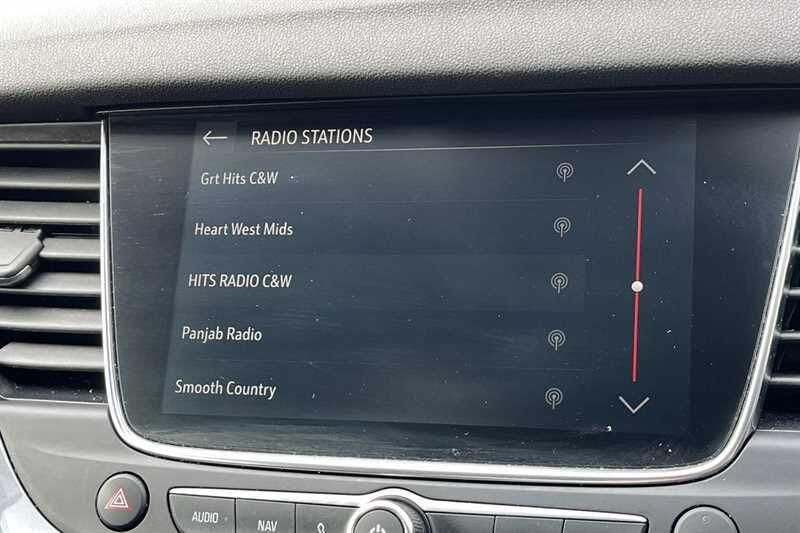 RADIO STATIONS
Grt Hits C&W
Heart West Mids
HITS RADIO C&W
Panjab Radio
Smooth Country
AUDIO
NAV